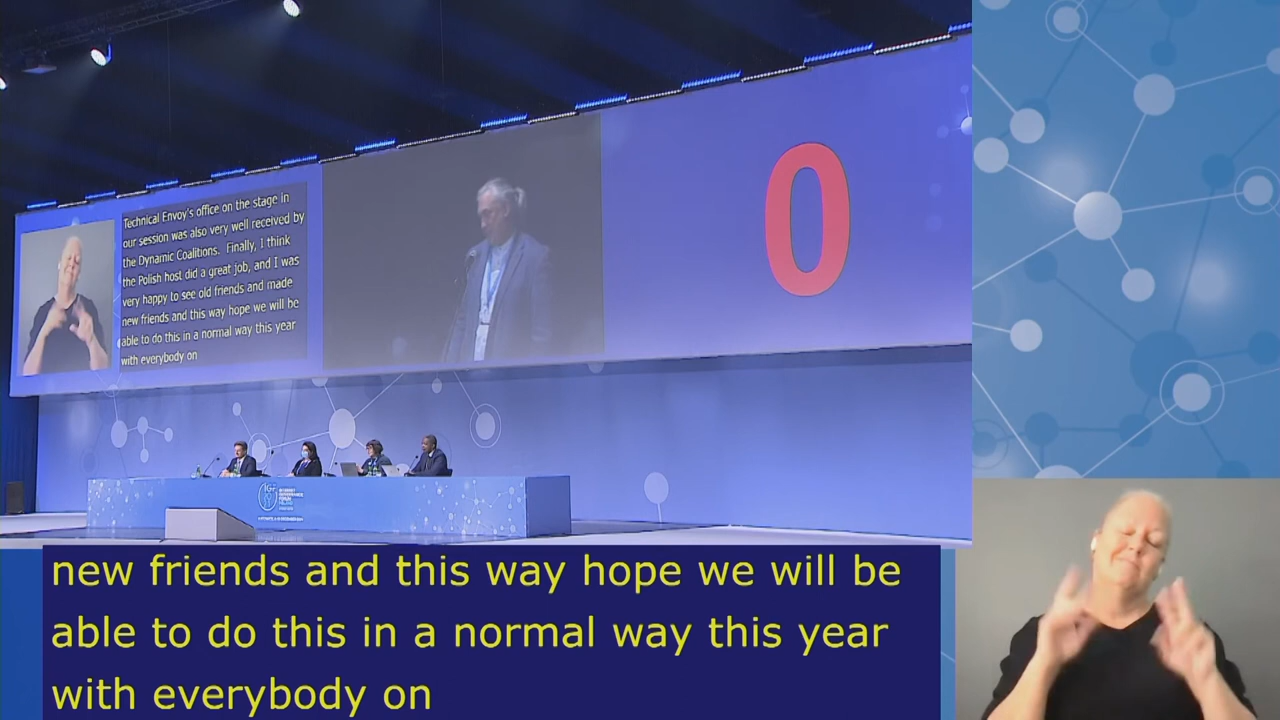 Technical Envoy's office on the stage in
our session was also very well received by
the Dynamic Coalitions. Finally, I think
the Polish host did a great job, and I was
very happy to see old friends and made
new friends and this way hope we will be
able to do this in a normal way this year
with everybody on
0
IGF
INTERNET
GOVERNANCE
FORUM
new friends and this way hope we will be
able to do this in a normal way this year
with everybody on